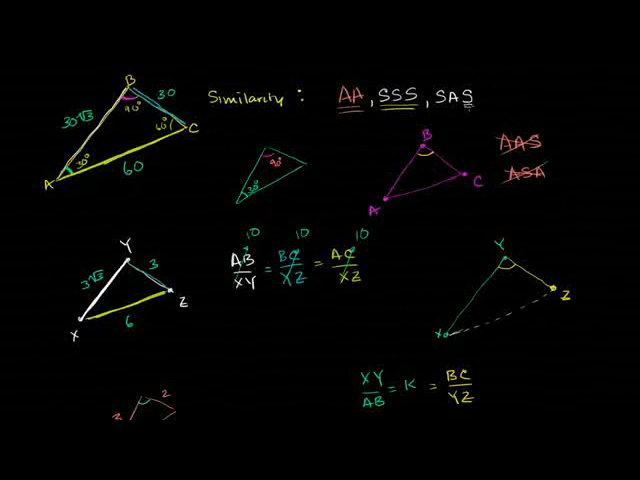 B
30
30√3
90°
60°
C
30°
60
A
Similarity : AA, SSS, SAS
AAS
ASA
90°
30°
B
C
A
10 10 10
AB/XY = BC/XZ = AC/XZ
Y
3√3
3
Z
6
X
Y
Z
X
XY/AB = K = BC/YZ
2
2